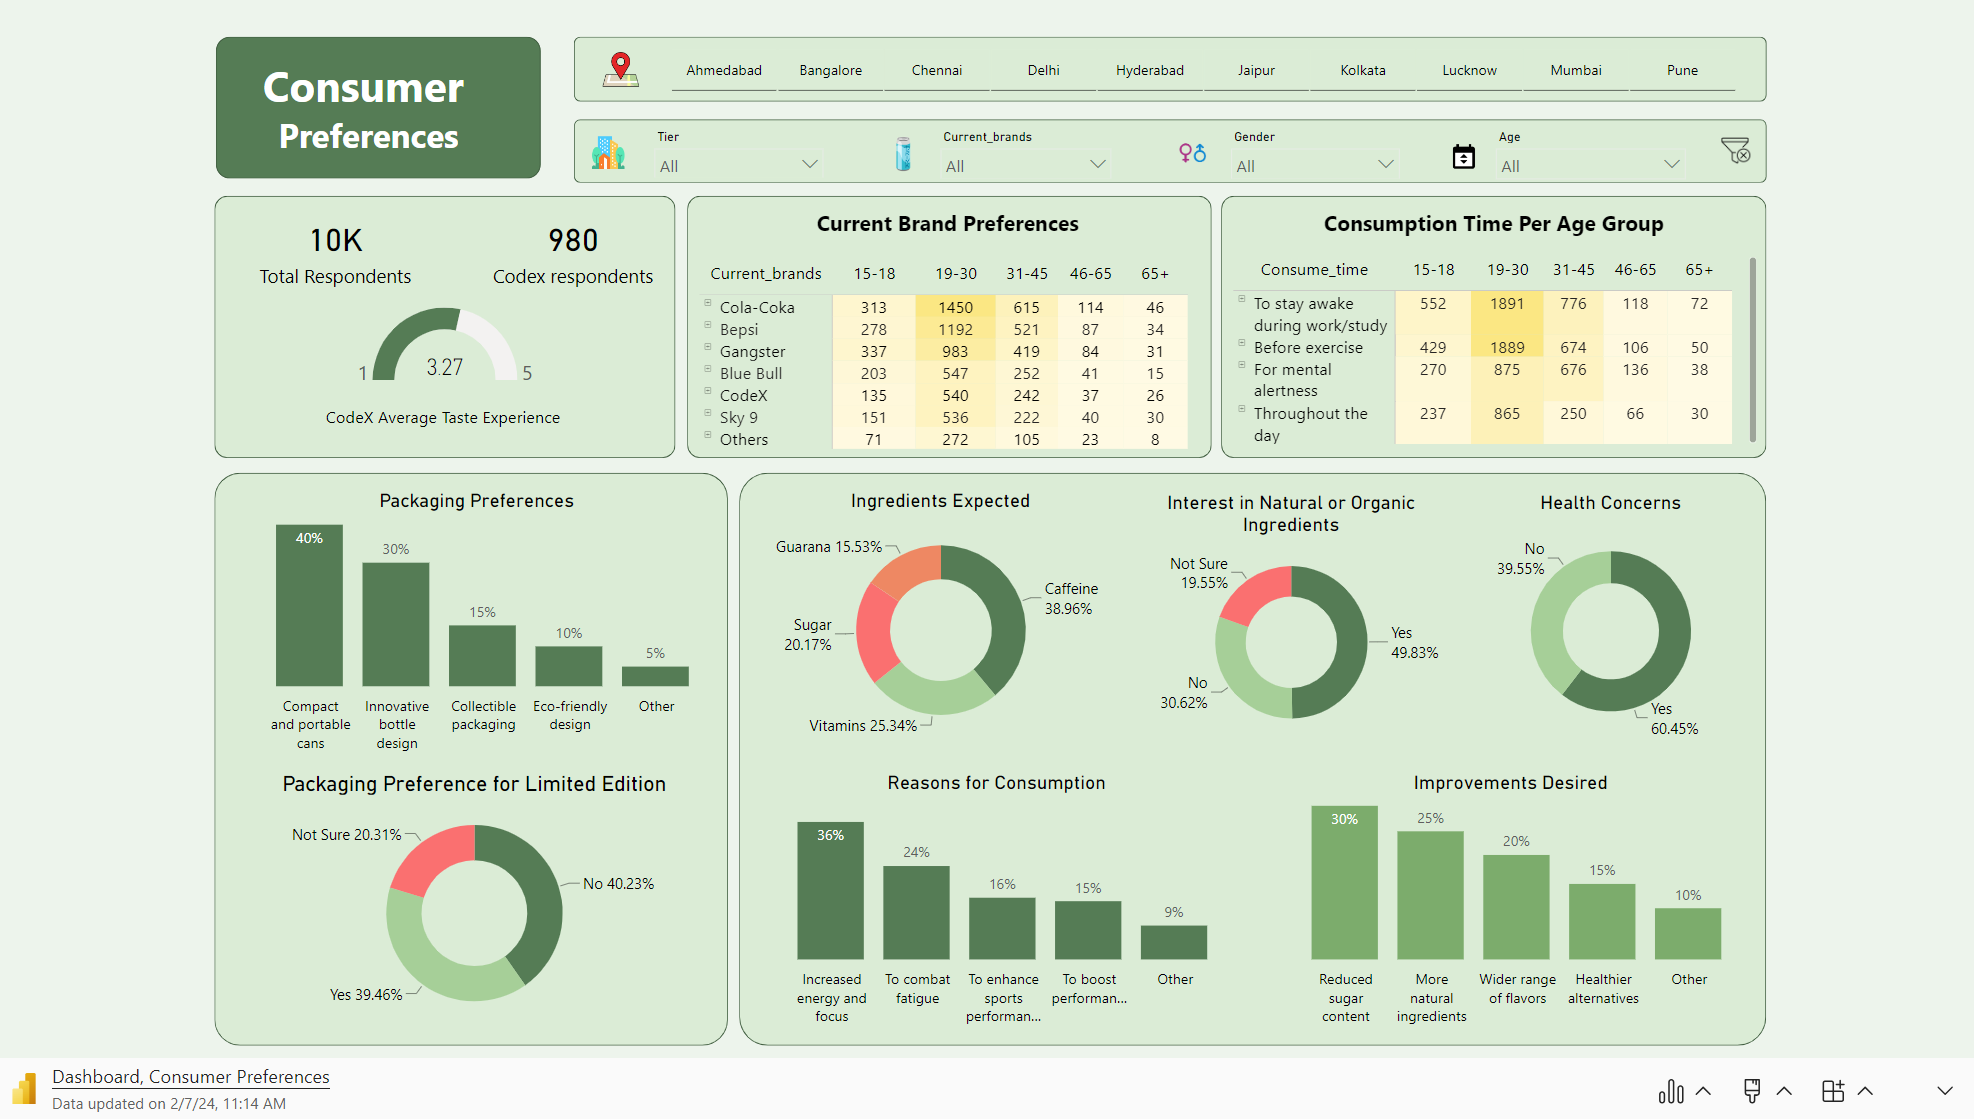 Consumer
Preferences
Ahmedabad Bangalore Chennai Delhi Hyderabad Jaipur Kolkata Lucknow Mumbai Pune
Tier Current_brands Gender Age
All All All All
10K 980
Total Respondents Codex respondents
3.27
1 5
CodeX Average Taste Experience
Current Brand Preferences
Current_brands 15-18 19-30 31-45 46-65 65+
Cola-Coka 313 1450 615 114 46
Bepsi 278 1192 521 87 34
Gangster 337 983 419 84 31
Blue Bull 203 547 252 41 15
CodeX 135 540 242 37 26
Sky 9 151 536 222 40 30
Others 71 272 105 23 8
Consumption Time Per Age Group
Consume_time 15-18 19-30 31-45 46-65 65+
To stay awake 552 1891 776 118 72
during work/study
Before exercise 429 1889 674 106 50
For mental 270 875 676 136 38
alertness
Throughout the 237 865 250 66 30
day
Packaging Preferences
40%
30%
15%
10%
5%
Compact
and portable
cans
Innovative
bottle
design
Collectible
packaging
Eco-friendly
design
Other
Packaging Preference for Limited Edition
Not Sure 20.31%
No 40.23%
Yes 39.46%
Ingredients Expected
Guarana 15.53%
Caffeine
38.96%
Sugar
20.17%
Vitamins 25.34%
Interest in Natural or Organic
Ingredients
Not Sure
19.55%
Yes
49.83%
No
30.62%
Health Concerns
No
39.55%
Yes
60.45%
Reasons for Consumption
36%
24%
16%
15%
9%
Increased
energy and
focus
To combat
fatigue
To enhance
sports
performan...
To boost
performan...
Other
Improvements Desired
30%
25%
20%
15%
10%
Reduced
sugar
content
More
natural
ingredients
Wider range
of flavors
Healthier
alternatives
Other
Dashboard, Consumer Preferences
Data updated on 2/7/24, 11:14 AM